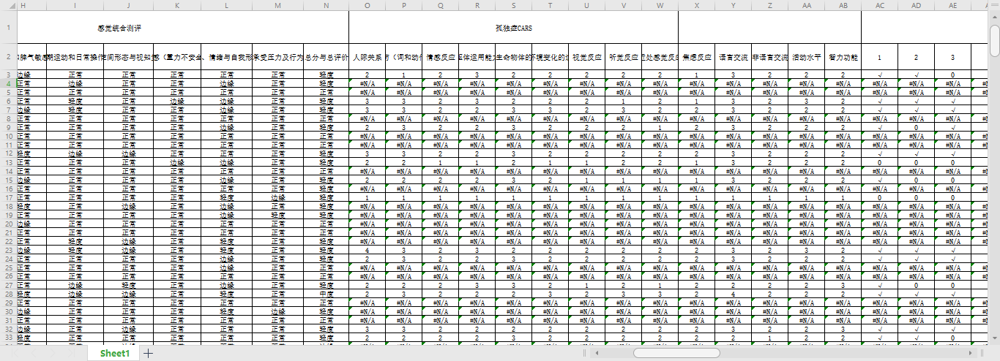 H I J K L M N O P Q R S T U V W X Y Z AA AB AC AD AE
1 感觉统合测评 孤独症CARS
2 脾气敏感 期运动和日常操作 空间形态与视知觉 感（重力不安全 、情绪与自我形 承受压力及行为 总分与总评价 人际关系 （词和动作 情感反应 躯体运用能力 生命物体的 环境变化的适 视觉反应 听觉反应 近处感觉反应 焦虑反应 语言交流 非语言交流 活动水平 智力功能 1 2 3
3 边缘 正常 正常 正常 正常 正常 轻度 2 1 2 3 2 2 2 2 2 1 3 2 2 2 √ √ 0
4 正常 边缘 正常 正常 边缘 正常 轻度 #N/A #N/A #N/A #N/A #N/A #N/A #N/A #N/A #N/A #N/A #N/A #N/A #N/A #N/A #N/A #N/A #N/A
5 正常 正常 正常 正常 正常 正常 正常 #N/A #N/A #N/A #N/A #N/A #N/A #N/A #N/A #N/A #N/A #N/A #N/A #N/A #N/A #N/A #N/A #N/A
6 正常 轻度 正常 边缘 边缘 正常 轻度 3 3 2 3 2 2 2 1 2 1 3 2 3 2 √ √ √
7 边缘 轻度 正常 正常 边缘 正常 轻度 3 3 2 2 3 3 2 3 2 2 3 2 2 2 √ √ √
8 正常 正常 正常 正常 正常 正常 正常 #N/A #N/A #N/A #N/A #N/A #N/A #N/A #N/A #N/A #N/A #N/A #N/A #N/A #N/A #N/A #N/A #N/A
9 正常 正常 正常 正常 边缘 正常 轻度 2 3 2 2 3 2 2 2 1 2 3 2 2 2 √ 0 √
10 正常 正常 正常 正常 正常 正常 正常 #N/A #N/A #N/A #N/A #N/A #N/A #N/A #N/A #N/A #N/A #N/A #N/A #N/A #N/A #N/A #N/A #N/A
11 正常 正常 正常 正常 正常 正常 正常 #N/A #N/A #N/A #N/A #N/A #N/A #N/A #N/A #N/A #N/A #N/A #N/A #N/A #N/A #N/A #N/A #N/A
12 轻度 边缘 边缘 正常 正常 正常 轻度 3 3 2 2 3 2 2 2 2 2 3 2 2 2 √ √ √
13 正常 正常 正常 边缘 边缘 正常 轻度 2 2 1 1 2 1 1 2 2 1 3 2 2 2 0 0 0
14 正常 正常 正常 正常 正常 正常 正常 #N/A #N/A #N/A #N/A #N/A #N/A #N/A #N/A #N/A #N/A #N/A #N/A #N/A #N/A #N/A #N/A #N/A
15 边缘 正常 正常 正常 边缘 正常 轻度 2 2 2 2 3 2 1 1 1 1 3 2 2 2 √ 0 0
16 正常 正常 正常 正常 正常 正常 正常 #N/A #N/A #N/A #N/A #N/A #N/A #N/A #N/A #N/A #N/A #N/A #N/A #N/A #N/A #N/A #N/A #N/A
17 正常 正常 正常 正常 轻度 边缘 轻度 1 1 1 1 1 1 1 1 1 1 1 1 1 1 0 0 0
18 轻度 正常 边缘 正常 边缘 正常 轻度 #N/A #N/A #N/A #N/A #N/A #N/A #N/A #N/A #N/A #N/A #N/A #N/A #N/A #N/A #N/A #N/A #N/A
19 正常 正常 边缘 正常 边缘 轻度 轻度 #N/A #N/A #N/A #N/A #N/A #N/A #N/A #N/A #N/A #N/A #N/A #N/A #N/A #N/A #N/A #N/A #N/A
20 边缘 正常 正常 正常 正常 正常 正常 #N/A #N/A #N/A #N/A #N/A #N/A #N/A #N/A #N/A #N/A #N/A #N/A #N/A #N/A #N/A #N/A #N/A
21 正常 正常 正常 正常 正常 正常 正常 #N/A #N/A #N/A #N/A #N/A #N/A #N/A #N/A #N/A #N/A #N/A #N/A #N/A #N/A #N/A #N/A #N/A
22 正常 轻度 边缘 正常 轻度 正常 轻度 #N/A #N/A #N/A #N/A #N/A #N/A #N/A #N/A #N/A #N/A #N/A #N/A #N/A #N/A #N/A #N/A #N/A
23 边缘 轻度 边缘 正常 轻度 正常 轻度 4 3 2 3 2 2 2 2 2 2 3 2 3 3 √ √ √
24 正常 正常 正常 正常 边缘 正常 轻度 2 3 2 2 3 2 2 2 2 2 3 2 2 2 √ √ √
25 正常 正常 正常 正常 边缘 正常 正常 #N/A #N/A #N/A #N/A #N/A #N/A #N/A #N/A #N/A #N/A #N/A #N/A #N/A #N/A #N/A #N/A #N/A
26 正常 正常 正常 正常 正常 正常 正常 #N/A #N/A #N/A #N/A #N/A #N/A #N/A #N/A #N/A #N/A #N/A #N/A #N/A #N/A #N/A #N/A #N/A
27 正常 边缘 轻度 正常 边缘 正常 轻度 2 2 2 3 3 2 1 2 1 2 2 2 2 3 √ 0 0
28 轻度 边缘 边缘 正常 轻度 正常 中度 2 3 2 2 2 3 2 3 3 2 4 2 2 3 √ √ √
29 正常 正常 正常 正常 正常 正常 正常 #N/A #N/A #N/A #N/A #N/A #N/A #N/A #N/A #N/A #N/A #N/A #N/A #N/A #N/A #N/A #N/A #N/A
30 边缘 正常 正常 正常 轻度 边缘 轻度 #N/A #N/A #N/A #N/A #N/A #N/A #N/A #N/A #N/A #N/A #N/A #N/A #N/A #N/A #N/A #N/A #N/A
31 正常 正常 正常 正常 正常 正常 正常 #N/A #N/A #N/A #N/A #N/A #N/A #N/A #N/A #N/A #N/A #N/A #N/A #N/A #N/A #N/A #N/A #N/A
32 边缘 正常 边缘 正常 正常 正常 轻度 3 3 2 2 2 2 2 2 2 2 3 2 2 3 √ √ √
33 轻度 正常 正常 正常 正常 正常 轻度 2 2 2 2 3 2 2 2 2 2 2 1 2 2 √ √ 0
Sheet1